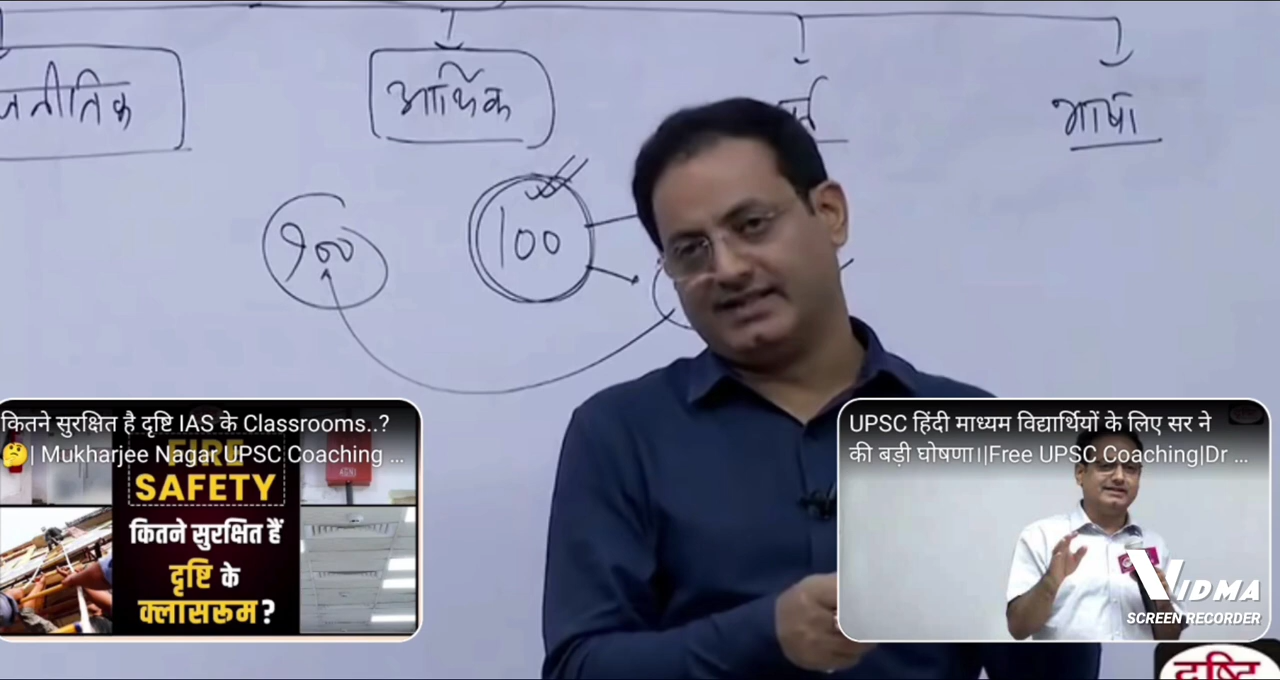 जनीतिक
आर्थिक
भाषा
१००
100
कितने सुरक्षित है दृष्टि IAS के Classrooms..?
🤔| Mukharjee Nagar UPSC Coaching ...
FIRE
SAFETY
कितने सुरक्षित हैं
दृष्टि के
क्लासरूम?
UPSC हिंदी माध्यम विद्यार्थियों के लिए सर ने
की बड़ी घोषणा।|Free UPSC Coaching|Dr ...
VIDMA
SCREEN RECORDER
दृष्टि